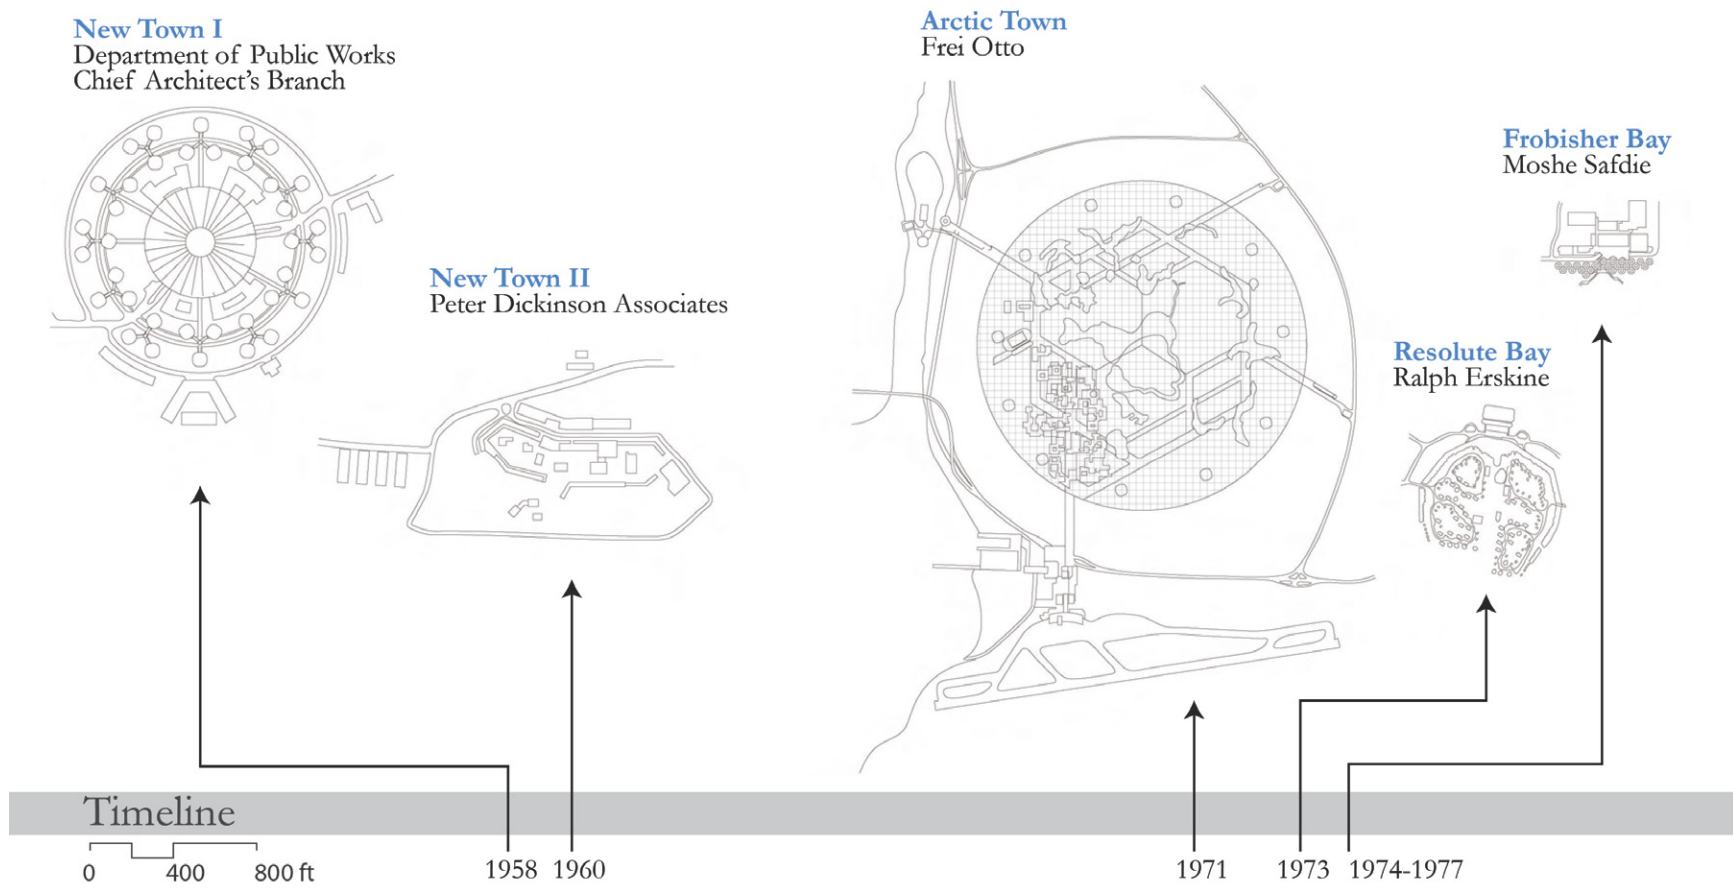 New Town I
Department of Public Works
Chief Architect's Branch
New Town II
Peter Dickinson Associates
Arctic Town
Frei Otto
Frobisher Bay
Moshe Safdie
Resolute Bay
Ralph Erskine
Timeline
0 400 800 ft
1958 1960 1971 1973 1974-1977